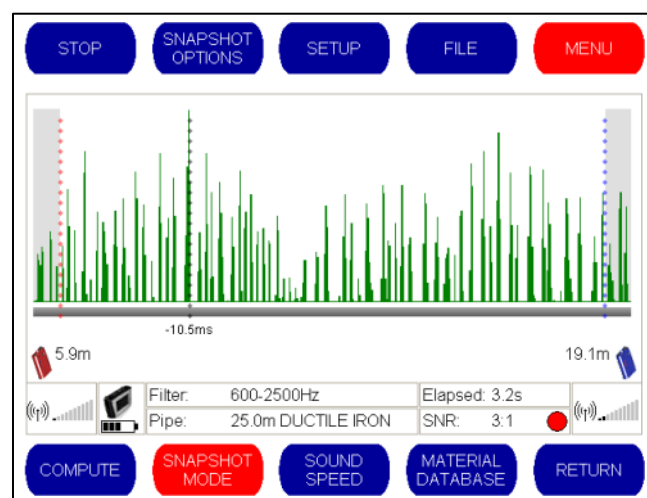 STOP
SNAPSHOT
OPTIONS
SETUP
FILE
MENU
-10.5ms
5.9m
19.1m
Filter: 600-2500Hz
Elapsed: 3.2s
Pipe: 25.0m DUCTILE IRON
SNR: 3:1
COMPUTE
SNAPSHOT
MODE
SOUND
SPEED
MATERIAL
DATABASE
RETURN